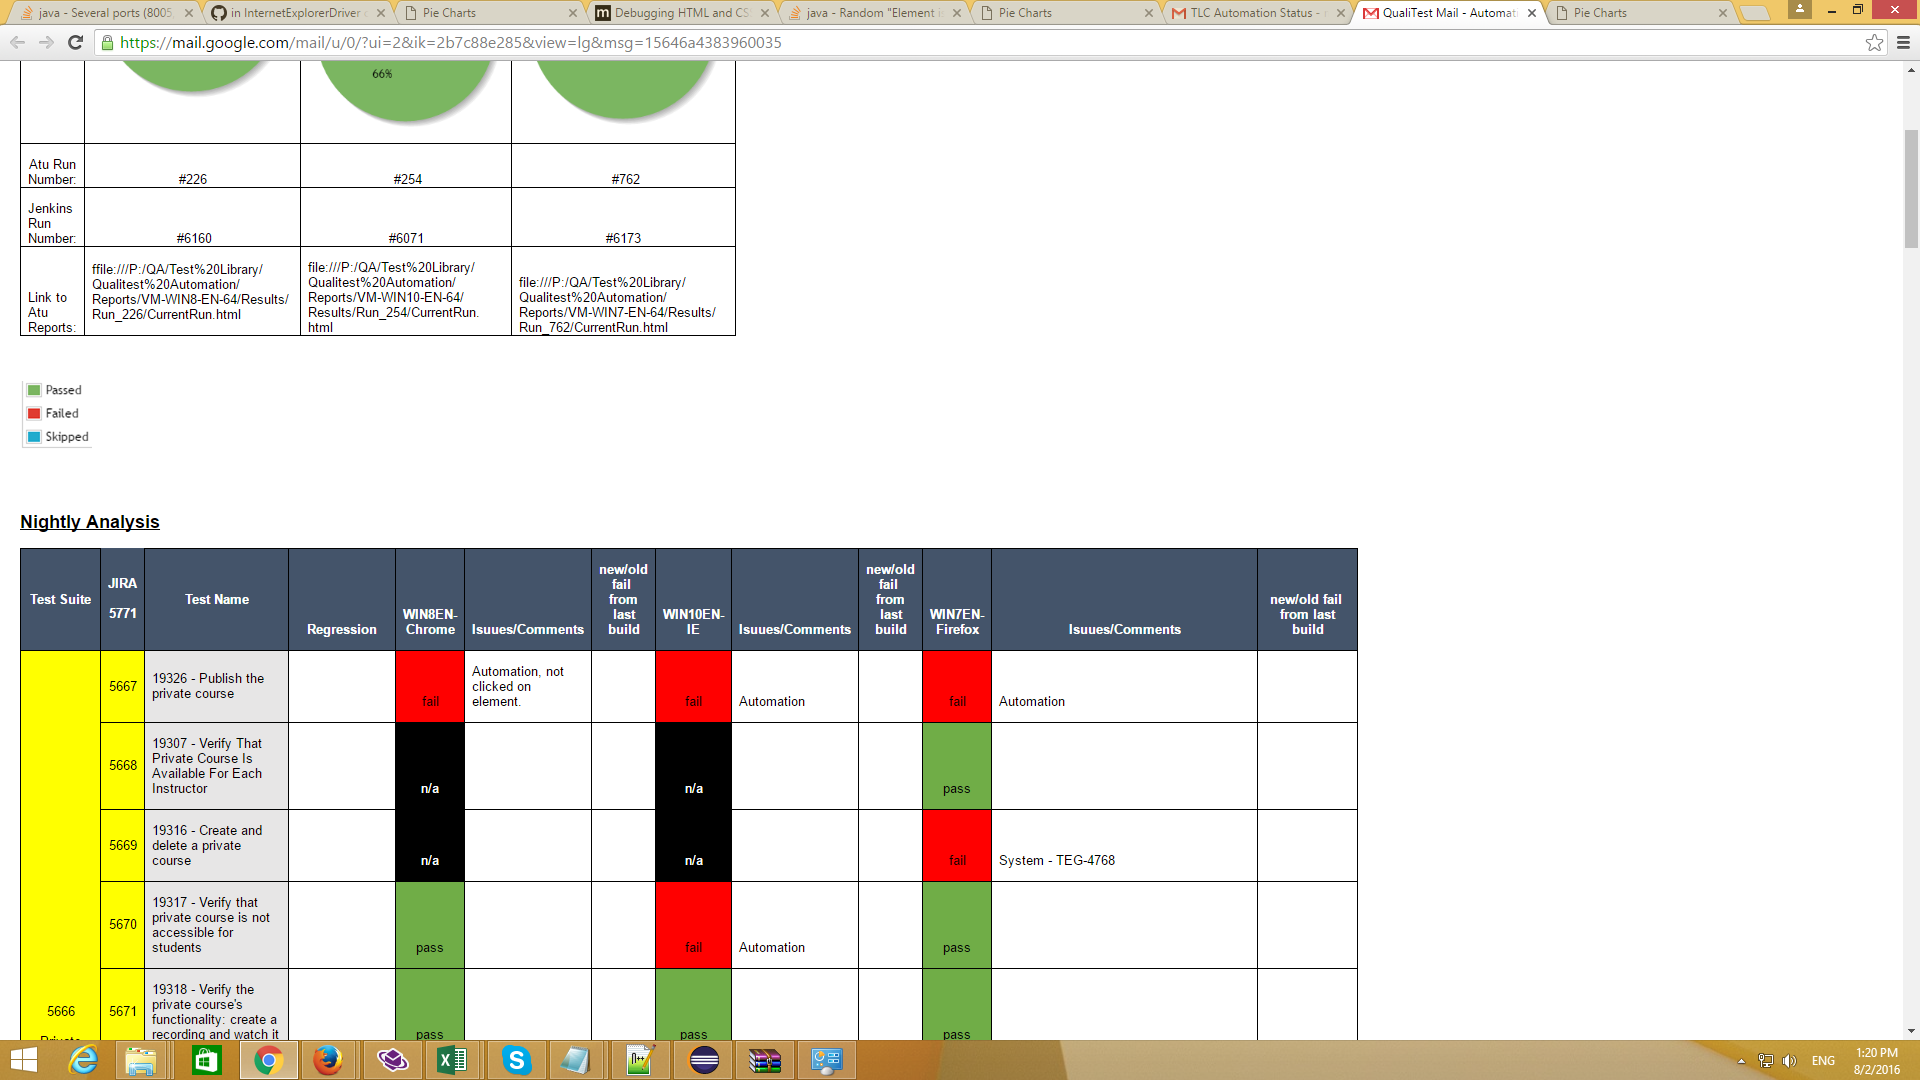 java - Several ports (8005,
in InternetExplorerDriver
Pie Charts
Debugging HTML and CS
java - Random "Element i
Pie Charts
TLC Automation Status -
QualiTest Mail - Automat
Pie Charts
https://mail.google.com/mail/u/0/?ui=2&ik=2b7c88e285&view=lg&msg=15646a4383960035
66%
Atu Run
Number:
#226
#254
#762
Jenkins
Run
Number:
#6160
#6071
#6173
Link to
Atu
Reports:
ffile:///P:/QA/Test%20Library/
Qualitest%20Automation/
Reports/VM-WIN8-EN-64/Results/
Run_226/CurrentRun.html
file:///P:/QA/Test%20Library/
Qualitest%20Automation/
Reports/VM-WIN10-EN-64/
Results/Run_254/CurrentRun.
html
file:///P:/QA/Test%20Library/
Qualitest%20Automation/
Reports/VM-WIN7-EN-64/Results/
Run_762/CurrentRun.html
Passed
Failed
Skipped
Nightly Analysis
Test Suite
JIRA
5771
Test Name
Regression
WIN8EN-
Chrome
Isuues/Comments
new/old
fail
from
last
build
WIN10EN-
IE
Isuues/Comments
new/old
fail
from
last
build
WIN7EN-
Firefox
Isuues/Comments
new/old fail
from last
build
5667
19326 - Publish the
private course
fail
Automation, not
clicked on
element.
fail
Automation
fail
Automation
5668
19307 - Verify That
Private Course Is
Available For Each
Instructor
n/a
n/a
pass
5669
19316 - Create and
delete a private
course
n/a
n/a
fail
System - TEG-4768
5670
19317 - Verify that
private course is not
accessible for
students
pass
fail
Automation
pass
5666
Private
5671
19318 - Verify the
private course's
functionality: create a
recording and watch it
pass
pass
pass
ENG
1:20 PM
8/2/2016